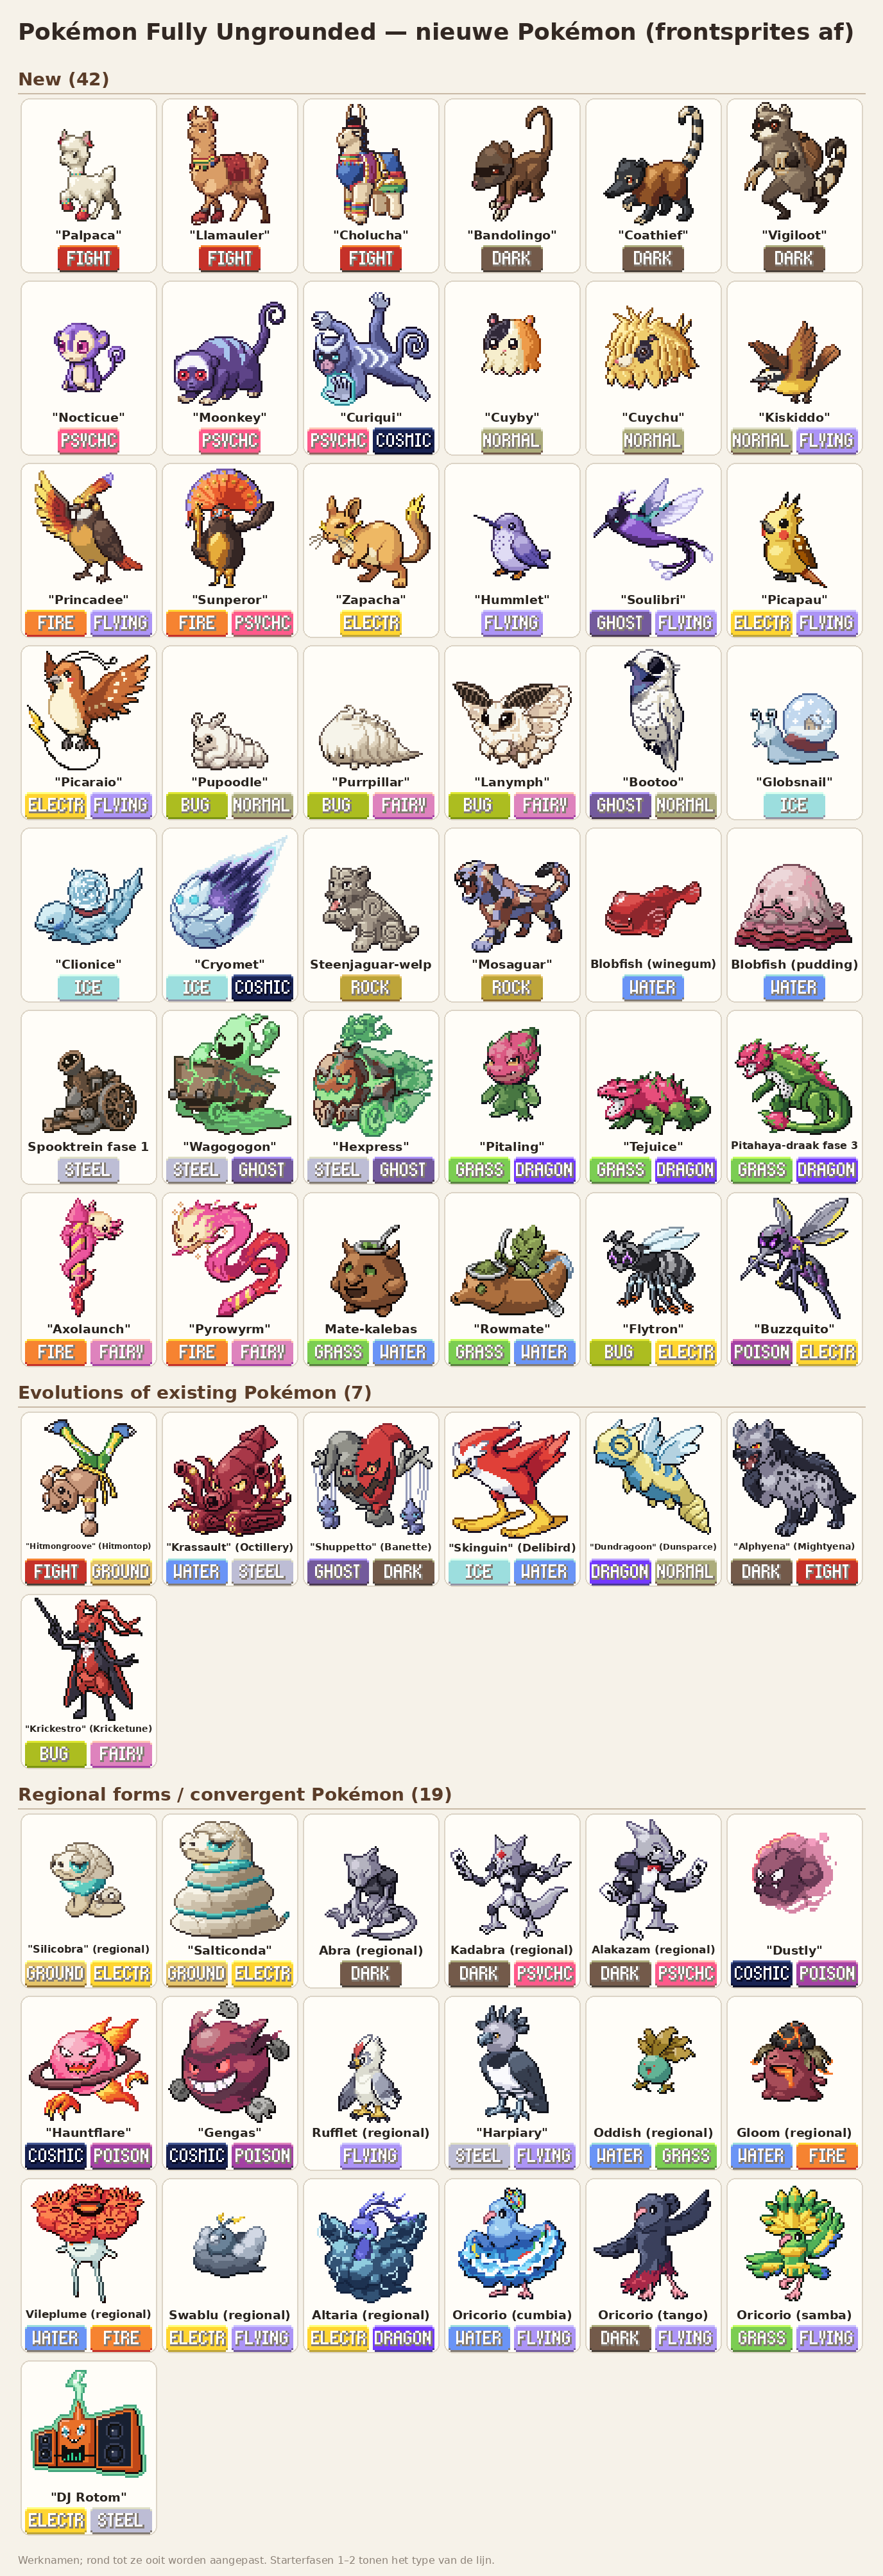 Pokémon Fully Ungrounded — nieuwe Pokémon (frontsprites af)
New (42)
"Palpaca" "Llamauler" "Cholucha" "Bandolingo" "Coathief" "Vigiloot"
FIGHT FIGHT FIGHT DARK DARK DARK
"Nocticue" "Moonkey" "Curiqui" "Cuyby" "Cuychu" "Kiskiddo"
PSYCHC PSYCHC PSYCHC COSMIC NORMAL NORMAL NORMAL FLYING
"Princadee" "Sunperor" "Zapacha" "Hummlet" "Soulibri" "Picapau"
FIRE FLYING FIRE PSYCHC ELECTR FLYING GHOST FLYING ELECTR FLYING
"Picaraio" "Pupoodle" "Purrpillar" "Lanymph" "Bootoo" "Globsnail"
ELECTR FLYING BUG NORMAL BUG FAIRY BUG FAIRY GHOST NORMAL ICE
"Clionice" "Cryomet" Steenjaguar-welp "Mosaguar" Blobfish (winegum) Blobfish (pudding)
ICE ICE COSMIC ROCK ROCK WATER WATER
Spooktrein fase 1 "Wagogogon" "Hexpress" "Pitaling" "Tejuice" Pitahaya-draak fase 3
STEEL STEEL GHOST STEEL GHOST GRASS DRAGON GRASS DRAGON GRASS DRAGON
"Axolaunch" "Pyrowyrm" Mate-kalebas "Rowmate" "Flytron" "Buzzquito"
FIRE FAIRY FIRE FAIRY GRASS WATER GRASS WATER BUG ELECTR POISON ELECTR
Evolutions of existing Pokémon (7)
"Hitmongroove" (Hitmontop) "Krassault" (Octillery) "Shuppetto" (Banette) "Skinguin" (Delibird) "Dundragoon" (Dunsparce) "Alphyena" (Mightyena)
FIGHT GROUND WATER STEEL GHOST DARK ICE WATER DRAGON NORMAL DARK FIGHT
"Krickestro" (Kricketune)
BUG FAIRY
Regional forms / convergent Pokémon (19)
"Silicobra" (regional) "Salticonda" Abra (regional) Kadabra (regional) Alakazam (regional) "Dustly"
GROUND ELECTR GROUND ELECTR DARK DARK PSYCHC DARK PSYCHC COSMIC POISON
"Hauntflare" "Gengas" Rufflet (regional) "Harpiary" Oddish (regional) Gloom (regional)
COSMIC POISON COSMIC POISON FLYING STEEL FLYING WATER GRASS WATER FIRE
Vileplume (regional) Swablu (regional) Altaria (regional) Oricorio (cumbia) Oricorio (tango) Oricorio (samba)
WATER FIRE ELECTR FLYING ELECTR DRAGON WATER FLYING DARK FLYING GRASS FLYING
"DJ Rotom"
ELECTR STEEL
Werknamen; rond tot ze ooit worden aangepast. Starterfasen 1–2 tonen het type van de lijn.